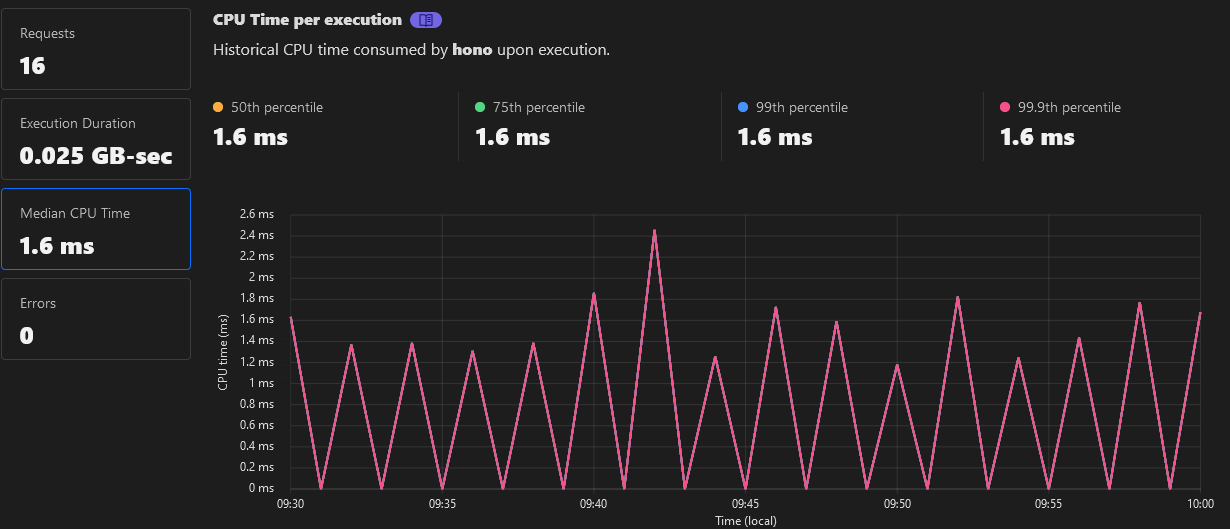 Requests
16
Execution Duration
0.025 GB-sec
Median CPU Time
1.6 ms
Errors
0
CPU Time per execution
Historical CPU time consumed by hono upon execution.
50th percentile
1.6 ms
75th percentile
1.6 ms
99th percentile
1.6 ms
99.9th percentile
1.6 ms
CPU time (ms)
2.6 ms
2.4 ms
2.2 ms
2 ms
1.8 ms
1.6 ms
1.4 ms
1.2 ms
1 ms
0.8 ms
0.6 ms
0.4 ms
0.2 ms
0 ms
09:30 09:35 09:40 09:45 09:50 09:55 10:00
Time (local)